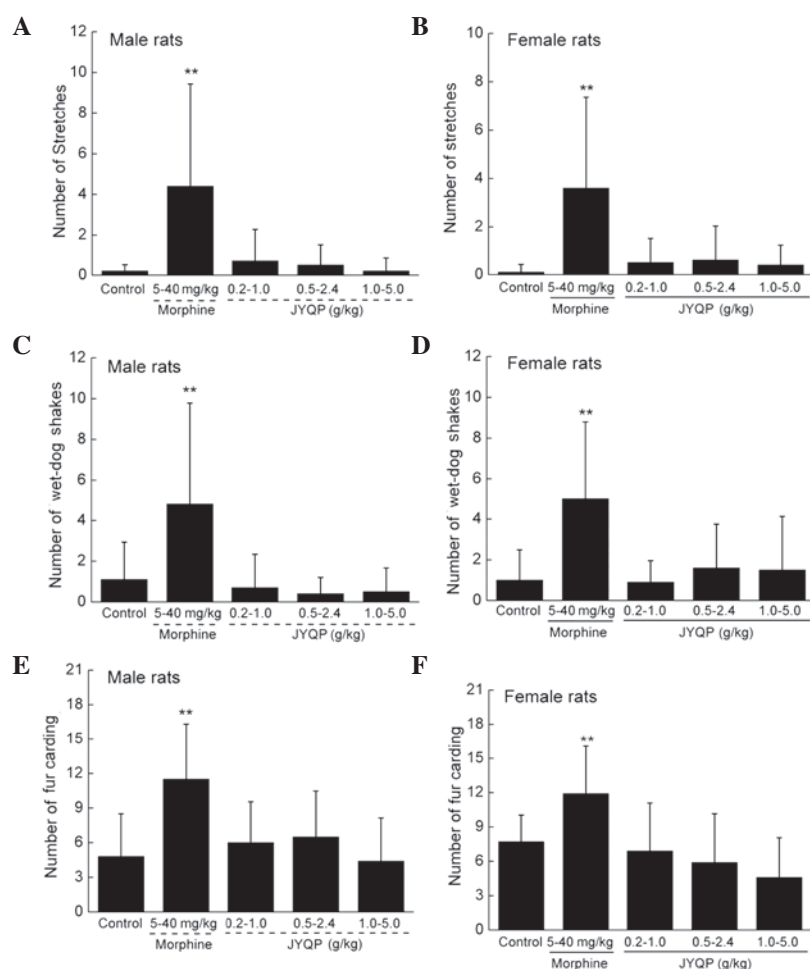 A
Male rats
Number of Stretches
12
10
8
6
4
2
0
**
Control 5-40 mg/kg 0.2-1.0 0.5-2.4 1.0-5.0
Morphine JYQP (g/kg)
B
Female rats
Number of stretches
10
8
6
4
2
0
**
Control 5-40 mg/kg 0.2-1.0 0.5-2.4 1.0-5.0
Morphine JYQP (g/kg)
C
Male rats
Number of wet-dog shakes
12
10
8
6
4
2
0
**
Control 5-40 mg/kg 0.2-1.0 0.5-2.4 1.0-5.0
Morphine JYQP (g/kg)
D
Female rats
Number of wet-dog shakes
12
10
8
6
4
2
0
**
Control 5-40 mg/kg 0.2-1.0 0.5-2.4 1.0-5.0
Morphine JYQP (g/kg)
E
Male rats
Number of fur carding
21
18
15
12
9
6
3
0
**
Control 5-40 mg/kg 0.2-1.0 0.5-2.4 1.0-5.0
Morphine JYQP (g/kg)
F
Female rats
Number of fur carding
21
18
15
12
9
6
3
0
**
Control 5-40 mg/kg 0.2-1.0 0.5-2.4 1.0-5.0
Morphine JYQP (g/kg)